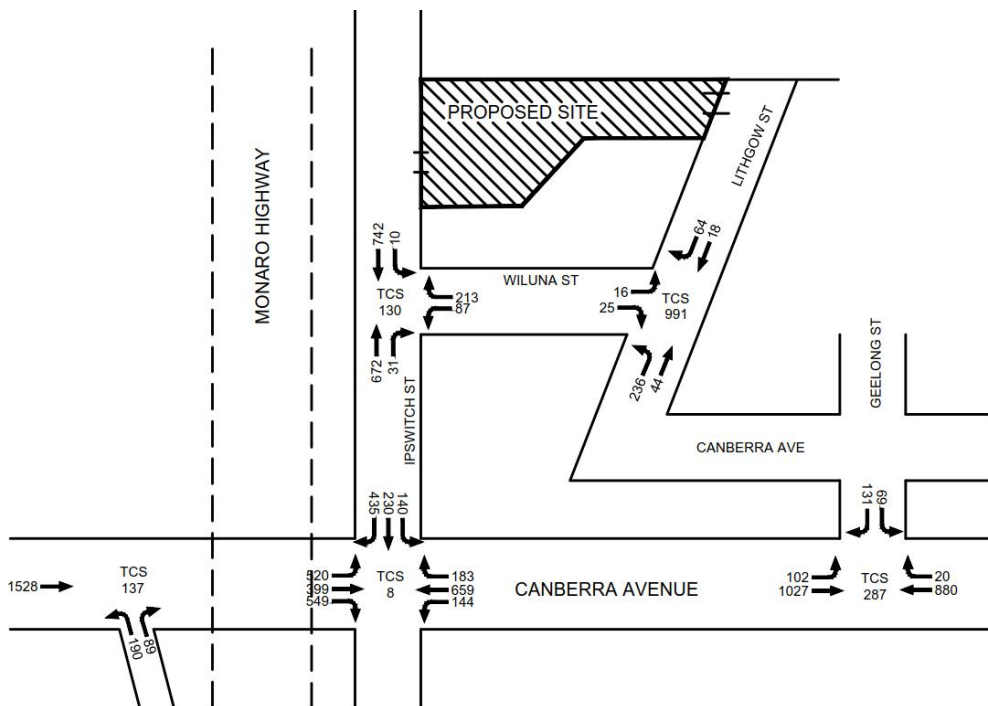 PROPOSED SITE
LITHGOW ST
MONARO HIGHWAY
742
10
64
18
WILUNA ST
TCS
130
213
87
16
25
TCS
991
672
31
236
44
GEELONG ST
IPSWITCH ST
CANBERRA AVE
435
230
140
131
69
1528
TCS
137
520
399
549
TCS
8
183
659
144
CANBERRA AVENUE
102
1027
TCS
287
20
880
190
89